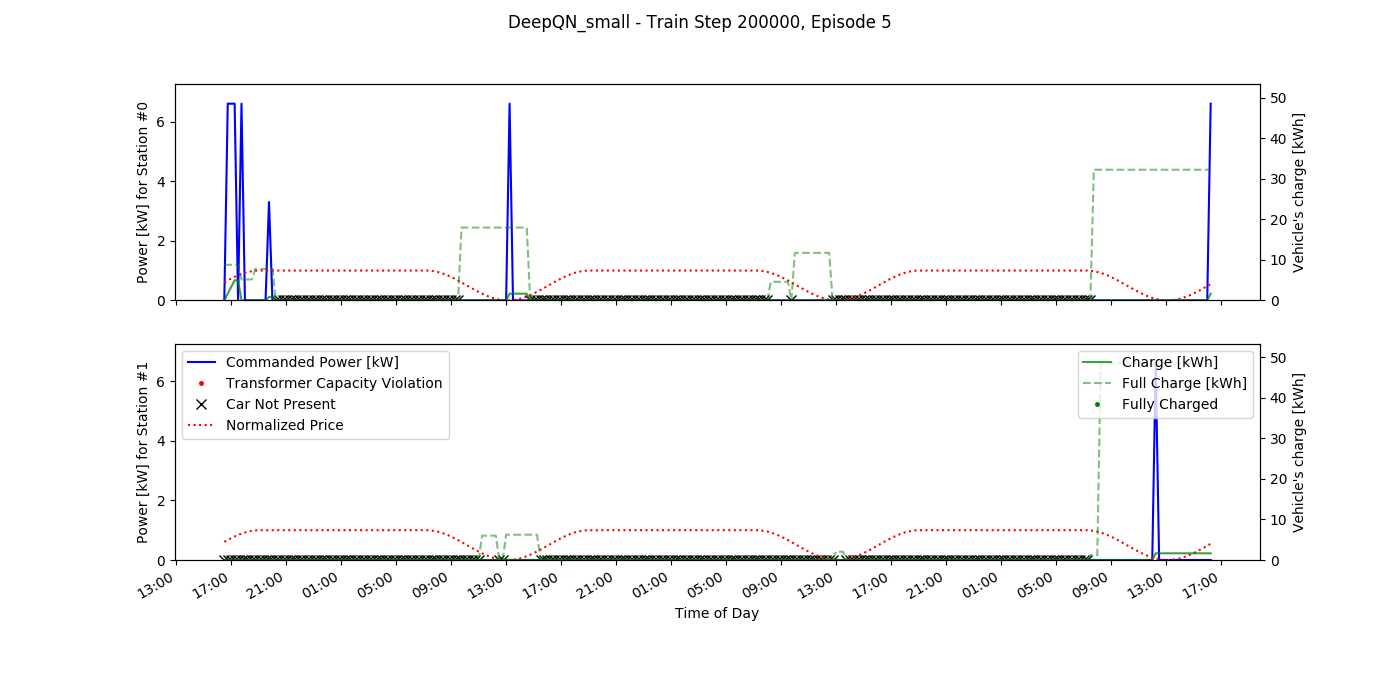 DeepQN_small - Train Step 200000, Episode 5
Power [kW] for Station #0
0
2
4
6
0
10
20
30
40
50
Vehicle's charge [kWh]
Power [kW] for Station #1
0
2
4
6
Commanded Power [kW]
Transformer Capacity Violation
Car Not Present
Normalized Price
Charge [kWh]
Full Charge [kWh]
Fully Charged
0
10
20
30
40
50
Vehicle's charge [kWh]
13:00 17:00 21:00 01:00 05:00 09:00 13:00 17:00 21:00 01:00 05:00 09:00 13:00 17:00 21:00 01:00 05:00 09:00 13:00 17:00
Time of Day